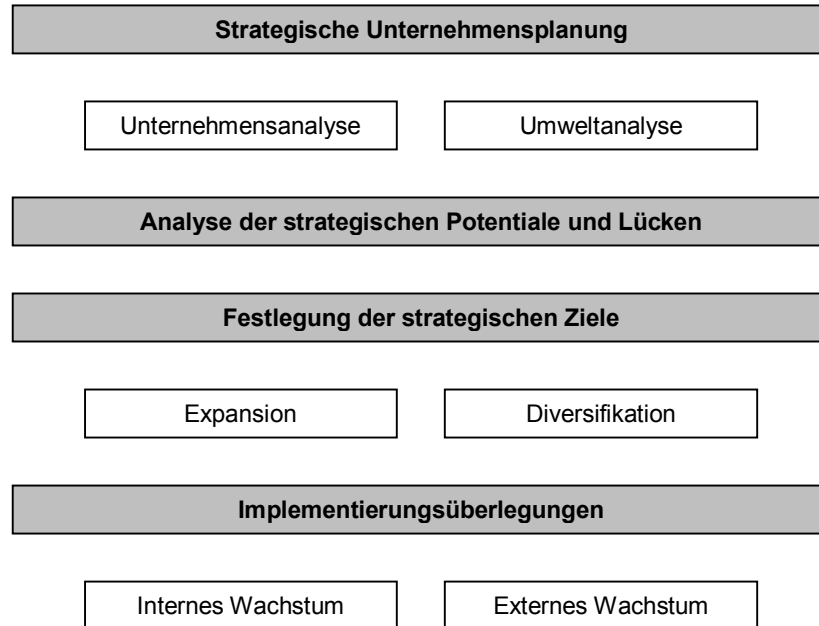 Strategische Unternehmensplanung
Unternehmensanalyse
Umweltanalyse
Analyse der strategischen Potentiale und Lücken
Festlegung der strategischen Ziele
Expansion
Diversifikation
Implementierungsüberlegungen
Internes Wachstum
Externes Wachstum